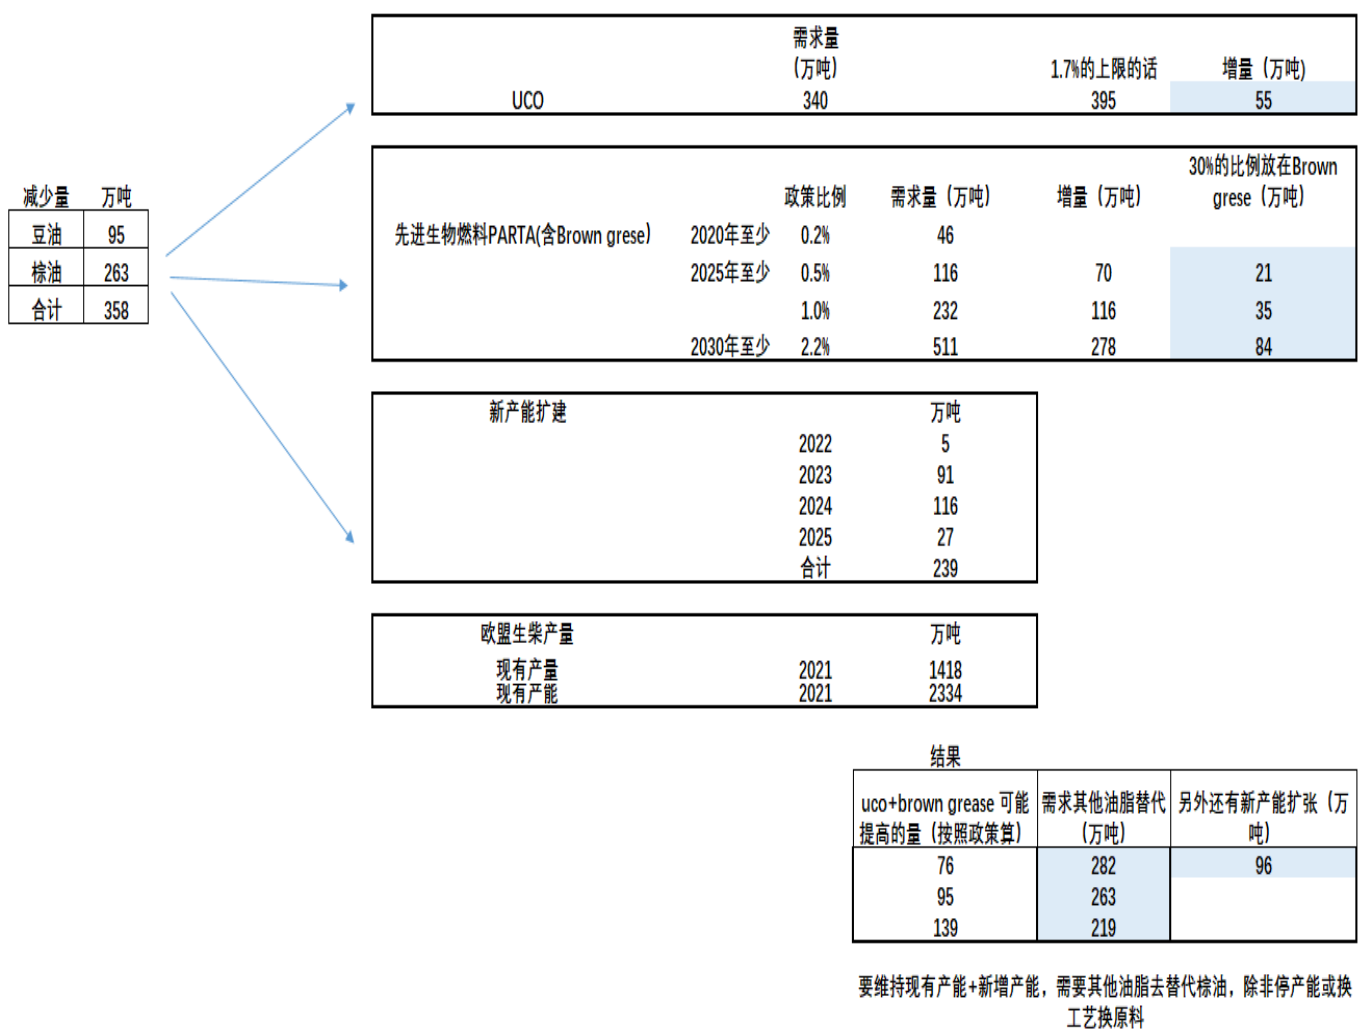 需求量
(万吨)
1.7%的上限的话
增量（万吨)
UCO
340
395
55
减少量 万吨
豆油 95
棕油 263
合计 358
30%的比例放在Brown
政策比例 需求量（万吨） 增量（万吨） grese（万吨）
先进生物燃料PARTA(含Brown grese） 2020年至少 0.2% 46
2025年至少 0.5% 116 70 21
1.0% 232 116 35
2030年至少 2.2% 511 278 84
新产能扩建 万吨
2022 5
2023 91
2024 116
2025 27
合计 239
欧盟生柴产量 万吨
现有产量 2021 1418
现有产能 2021 2334
结果
uco+brown grease 可能
提高的量（按照政策算）
需求其他油脂替代
（万吨）
另外还有新产能扩张（万
吨）
76 282 96
95 263
139 219
要维持现有产能+新增产能，需要其他油脂去替代棕油，除非停产能或换
工艺换原料